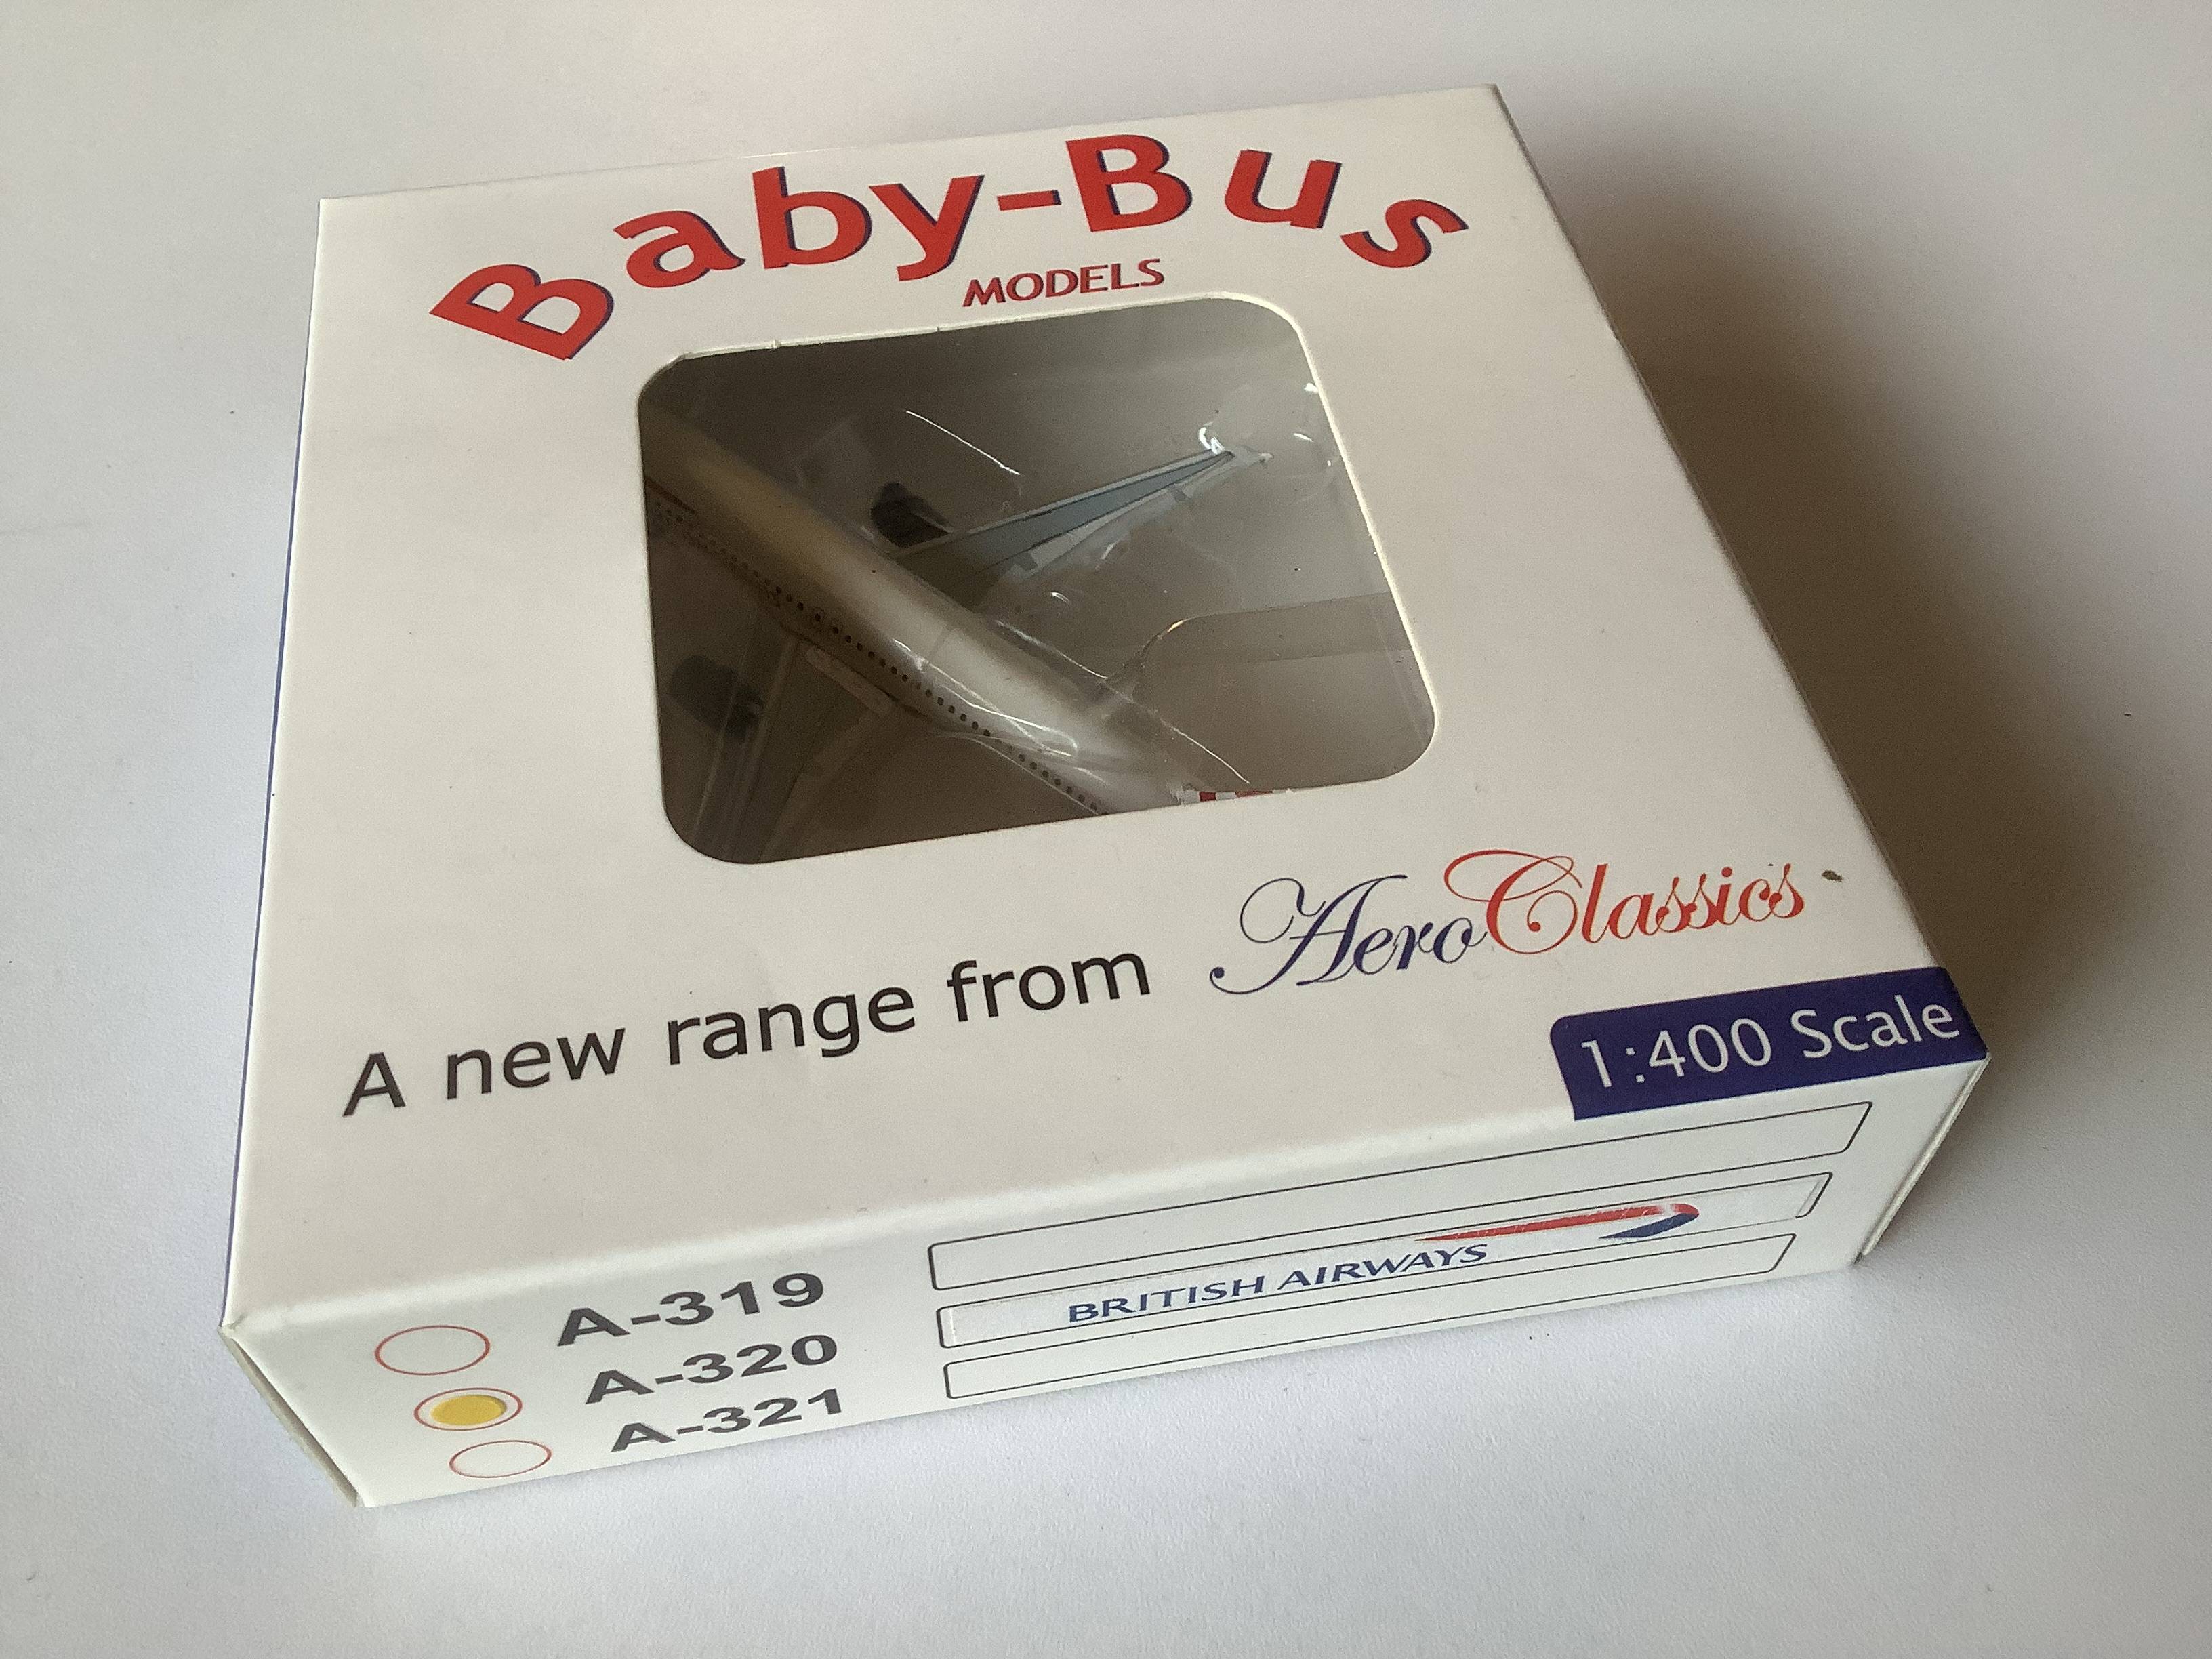 Baby-Bus
MODELS
A new range from AeroClassics
1:400 Scale
A-319
A-320 BRITISH AIRWAYS
A-321